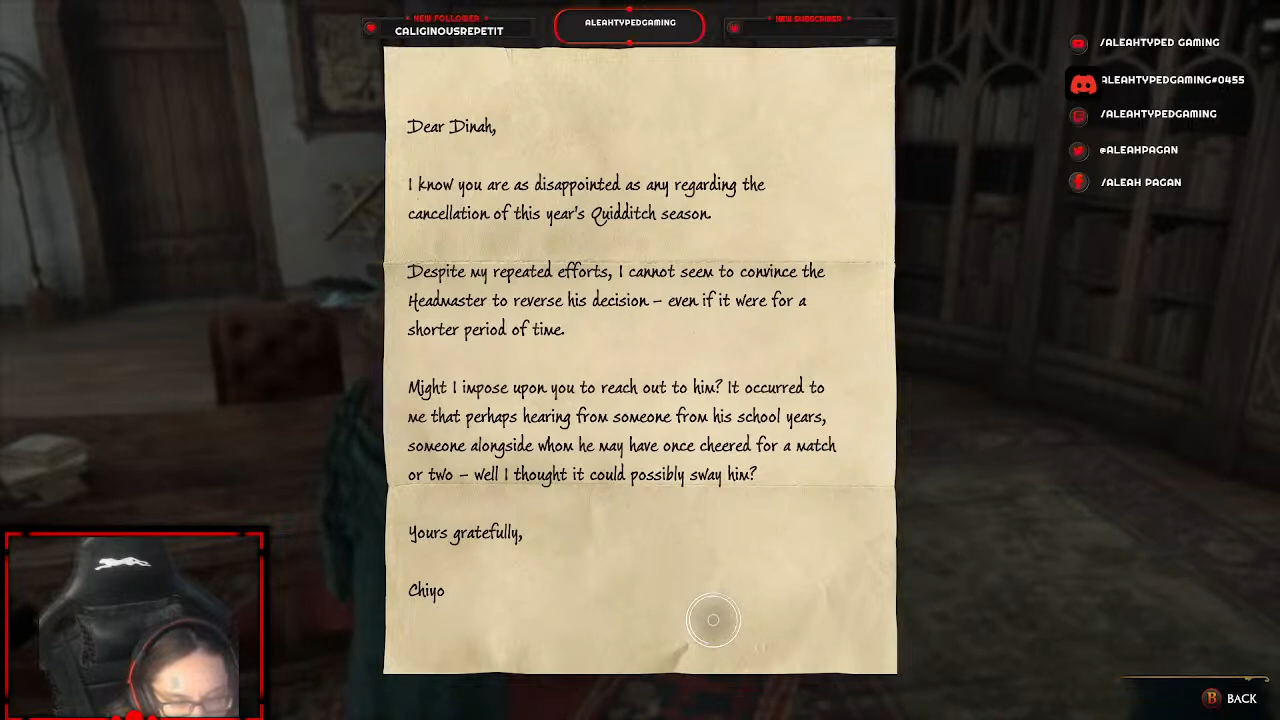 NEW FOLLOWER
CALIGINOUSREPETIT
ALEAHTYPEDGAMING
NEW SUBSCRIBER
/ALEAHTYPED GAMING
ALEAHTYPEDGAMING#0455
/ALEAHTYPEDGAMING
@ALEAHPAGAN
/ALEAH PAGAN
Dear Dinah,
I know you are as disappointed as any regarding the
cancellation of this year's Quidditch season.
Despite my repeated efforts, I cannot seem to convince the
Headmaster to reverse his decision – even if it were for a
shorter period of time.
Might I impose upon you to reach out to him? It occurred to
me that perhaps hearing from someone from his school years,
someone alongside whom he may have once cheered for a match
or two – well I thought it could possibly sway him?
Yours gratefully,
Chiyo
B BACK